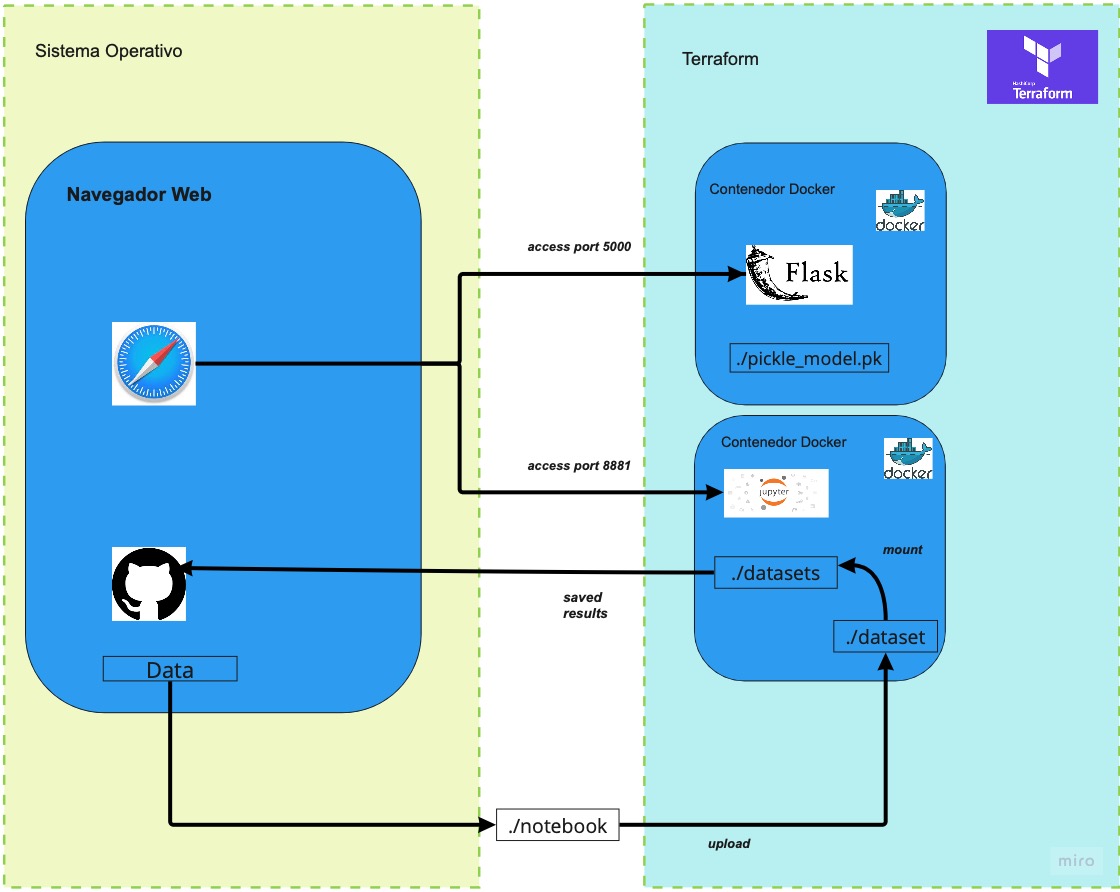 Sistema Operativo
Terraform
HashiCorp
Terraform
Navegador Web
Contenedor Docker
docker
access port 5000
Flask
./pickle_model.pk
Contenedor Docker
docker
access port 8881
jupyter
mount
./datasets
saved
results
./dataset
Data
./notebook
upload
miro